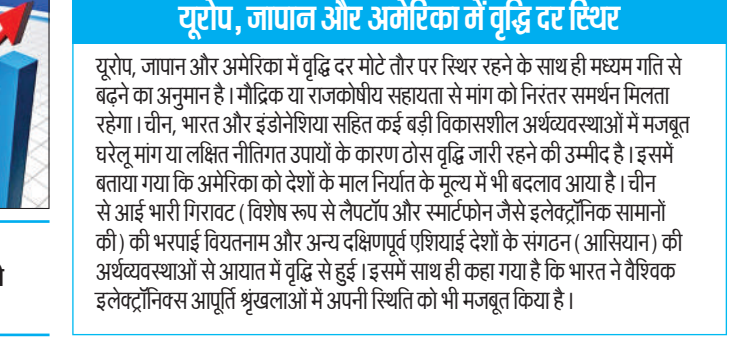 यूरोप, जापान और अमेरिका में वृद्धि दर स्थिर
यूरोप, जापान और अमेरिका में वृद्धि दर मोटे तौर पर स्थिर रहने के साथ ही मध्यम गति से
बढ़ने का अनुमान है। मौद्रिक या राजकोषीय सहायता से मांग को निरंतर समर्थन मिलता
रहेगा। चीन, भारत और इंडोनेशिया सहित कई बड़ी विकासशील अर्थव्यवस्थाओं में मजबूत
घरेलू मांग या लक्षित नीतिगत उपायों के कारण ठोस वृद्धि जारी रहने की उम्मीद है। इसमें
बताया गया कि अमेरिका को देशों के माल निर्यात के मूल्य में भी बदलाव आया है। चीन
से आई भारी गिरावट (विशेष रूप से लैपटॉप और स्मार्टफोन जैसे इलेक्ट्रॉनिक सामानों
की) की भरपाई वियतनाम और अन्य दक्षिणपूर्व एशियाई देशों के संगठन (आसियान) की
अर्थव्यवस्थाओं से आयात में वृद्धि से हुई। इसमें साथ ही कहा गया है कि भारत ने वैश्विक
इलेक्ट्रॉनिक्स आपूर्ति श्रृंखलाओं में अपनी स्थिति को भी मजबूत किया है।